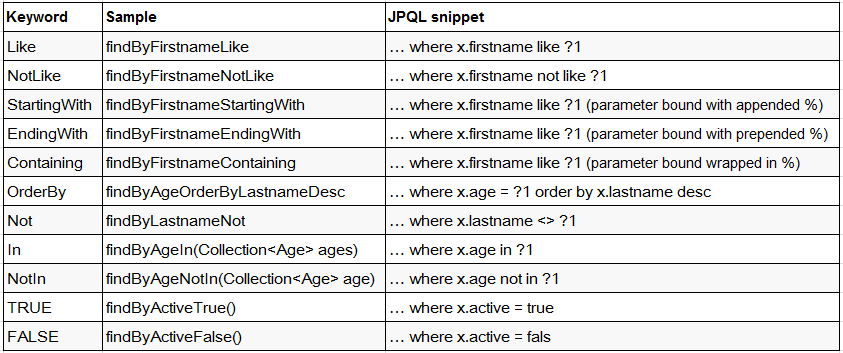 Keyword Sample JPQL snippet
Like findByFirstnameLike … where x.firstname like ?1
NotLike findByFirstnameNotLike … where x.firstname not like ?1
StartingWith findByFirstnameStartingWith … where x.firstname like ?1 (parameter bound with appended %)
EndingWith findByFirstnameEndingWith … where x.firstname like ?1 (parameter bound with prepended %)
Containing findByFirstnameContaining … where x.firstname like ?1 (parameter bound wrapped in %)
OrderBy findByAgeOrderByLastnameDesc … where x.age = ?1 order by x.lastname desc
Not findByLastnameNot … where x.lastname <> ?1
In findByAgeIn(Collection<Age> ages) … where x.age in ?1
NotIn findByAgeNotIn(Collection<Age> age) … where x.age not in ?1
TRUE findByActiveTrue() … where x.active = true
FALSE findByActiveFalse() … where x.active = fals